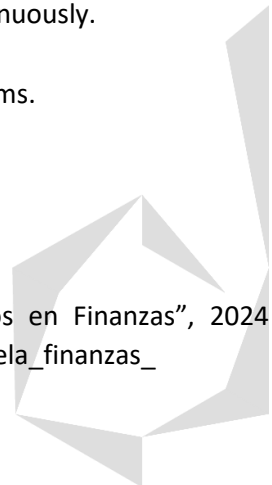 nuously.
ms.
os en Finanzas”, 2024
ela_finanzas_